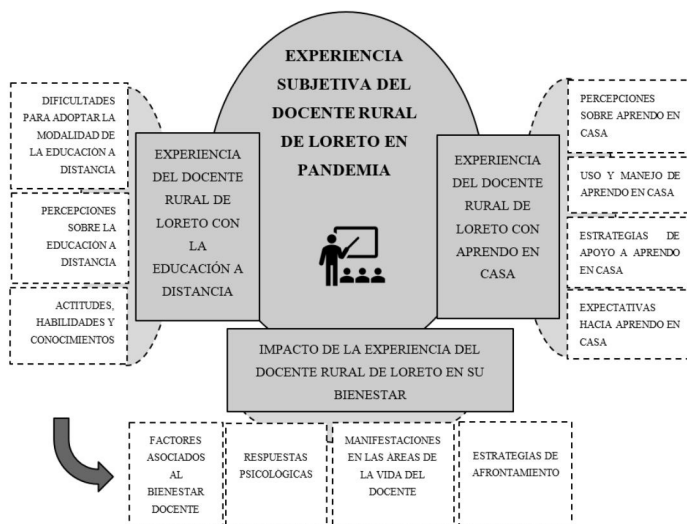 EXPERIENCIA
SUBJETIVA DEL
DOCENTE RURAL
DE LORETO EN
PANDEMIA
DIFICULTADES
PARA ADOPTAR LA
MODALIDAD DE
LA EDUCACIÓN A
DISTANCIA
PERCEPCIONES
SOBRE LA
EDUCACIÓN A
DISTANCIA
ACTITUDES,
HABILIDADES Y
CONOCIMIENTOS
EXPERIENCIA
DEL DOCENTE
RURAL DE
LORETO CON
LA
EDUCACIÓN A
DISTANCIA
EXPERIENCIA
DEL DOCENTE
RURAL DE
LORETO CON
APRENDO EN
CASA
PERCEPCIONES
SOBRE APRENDO EN
CASA
USO Y MANEJO DE
APRENDO EN CASA
ESTRATEGIAS DE
APOYO A APRENDO
EN CASA
EXPECTATIVAS
HACIA APRENDO EN
CASA
IMPACTO DE LA EXPERIENCIA DEL
DOCENTE RURAL DE LORETO EN SU
BIENESTAR
FACTORES
ASOCIADOS
AL
BIENESTAR
DOCENTE
RESPUESTAS
PSICOLÓGICAS
MANIFESTACIONES
EN LAS AREAS DE
LA VIDA DEL
DOCENTE
ESTRATEGIAS DE
AFRONTAMIENTO